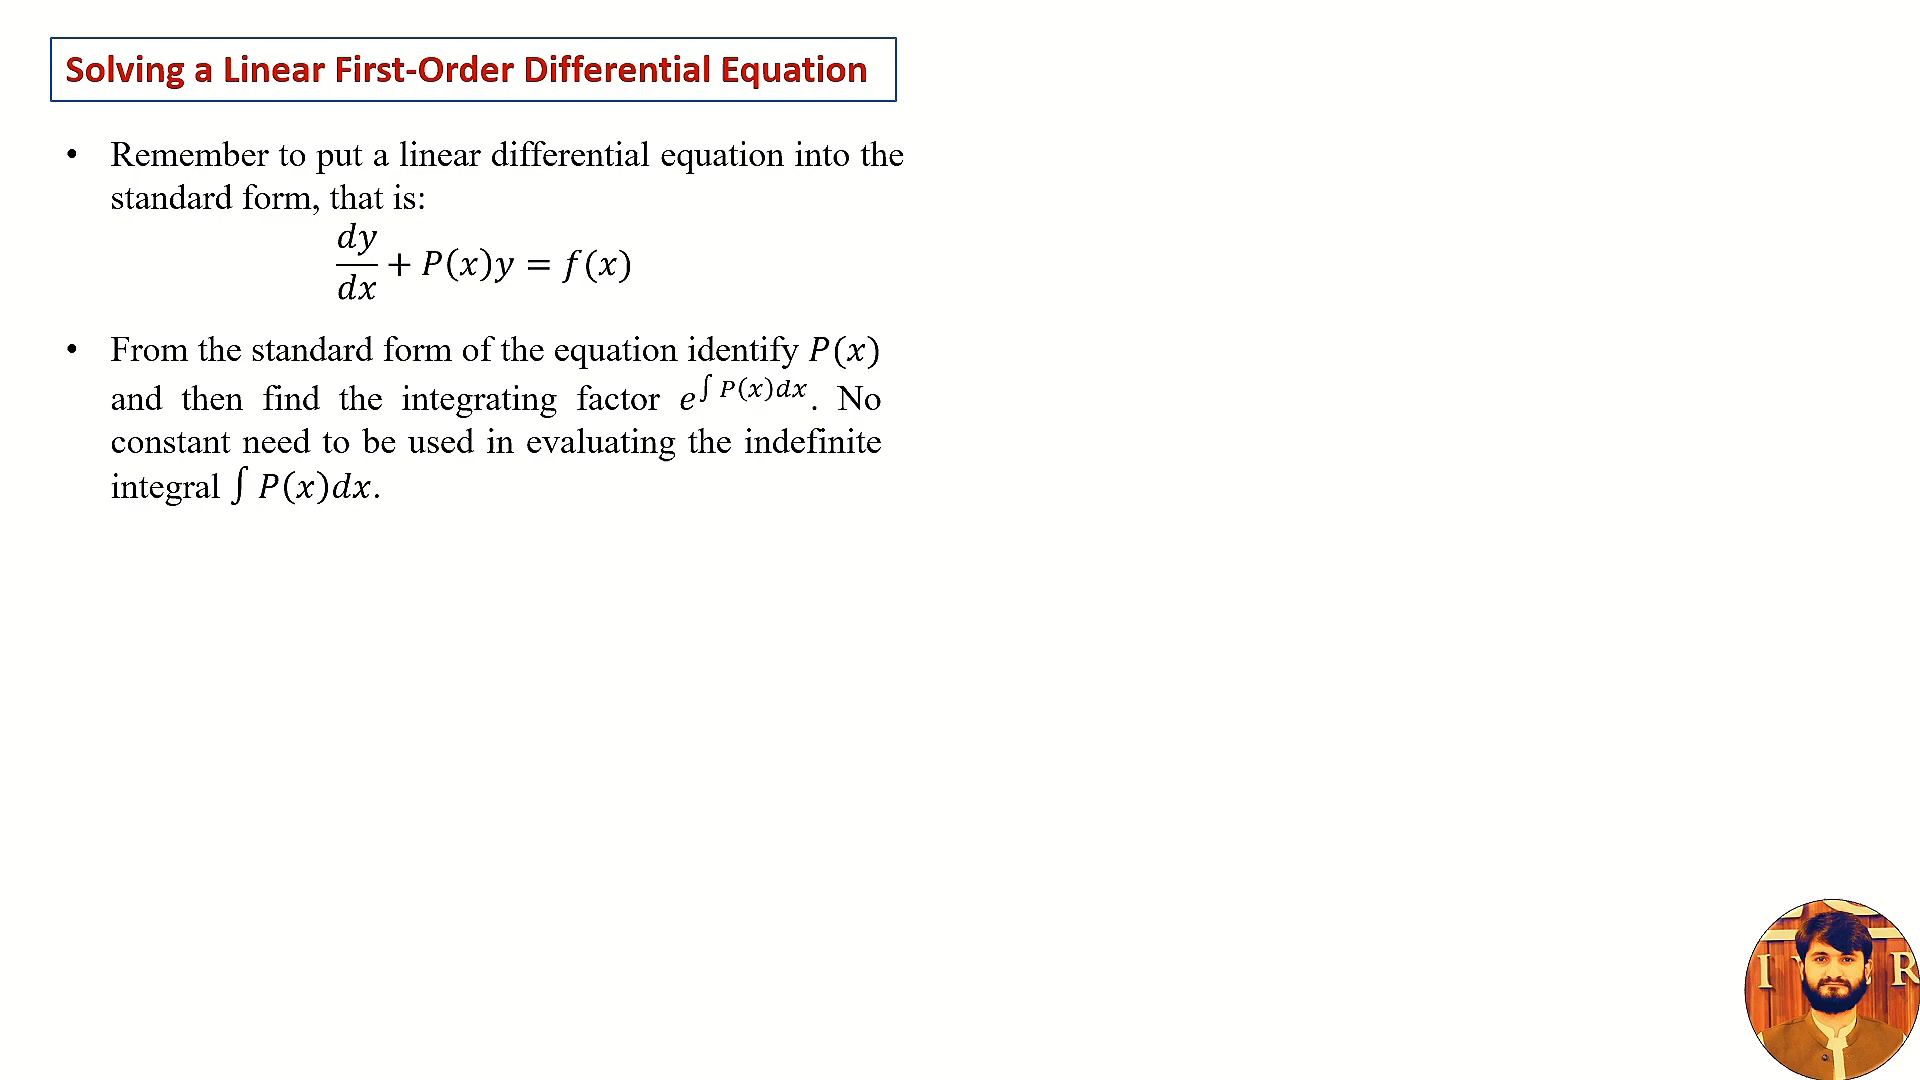 Solving a Linear First-Order Differential Equation
• Remember to put a linear differential equation into the
standard form, that is:
dy/dx + P(x)y = f(x)
• From the standard form of the equation identify P(x)
and then find the integrating factor e^{∫ P(x)dx}. No
constant need to be used in evaluating the indefinite
integral ∫ P(x)dx.
I
R